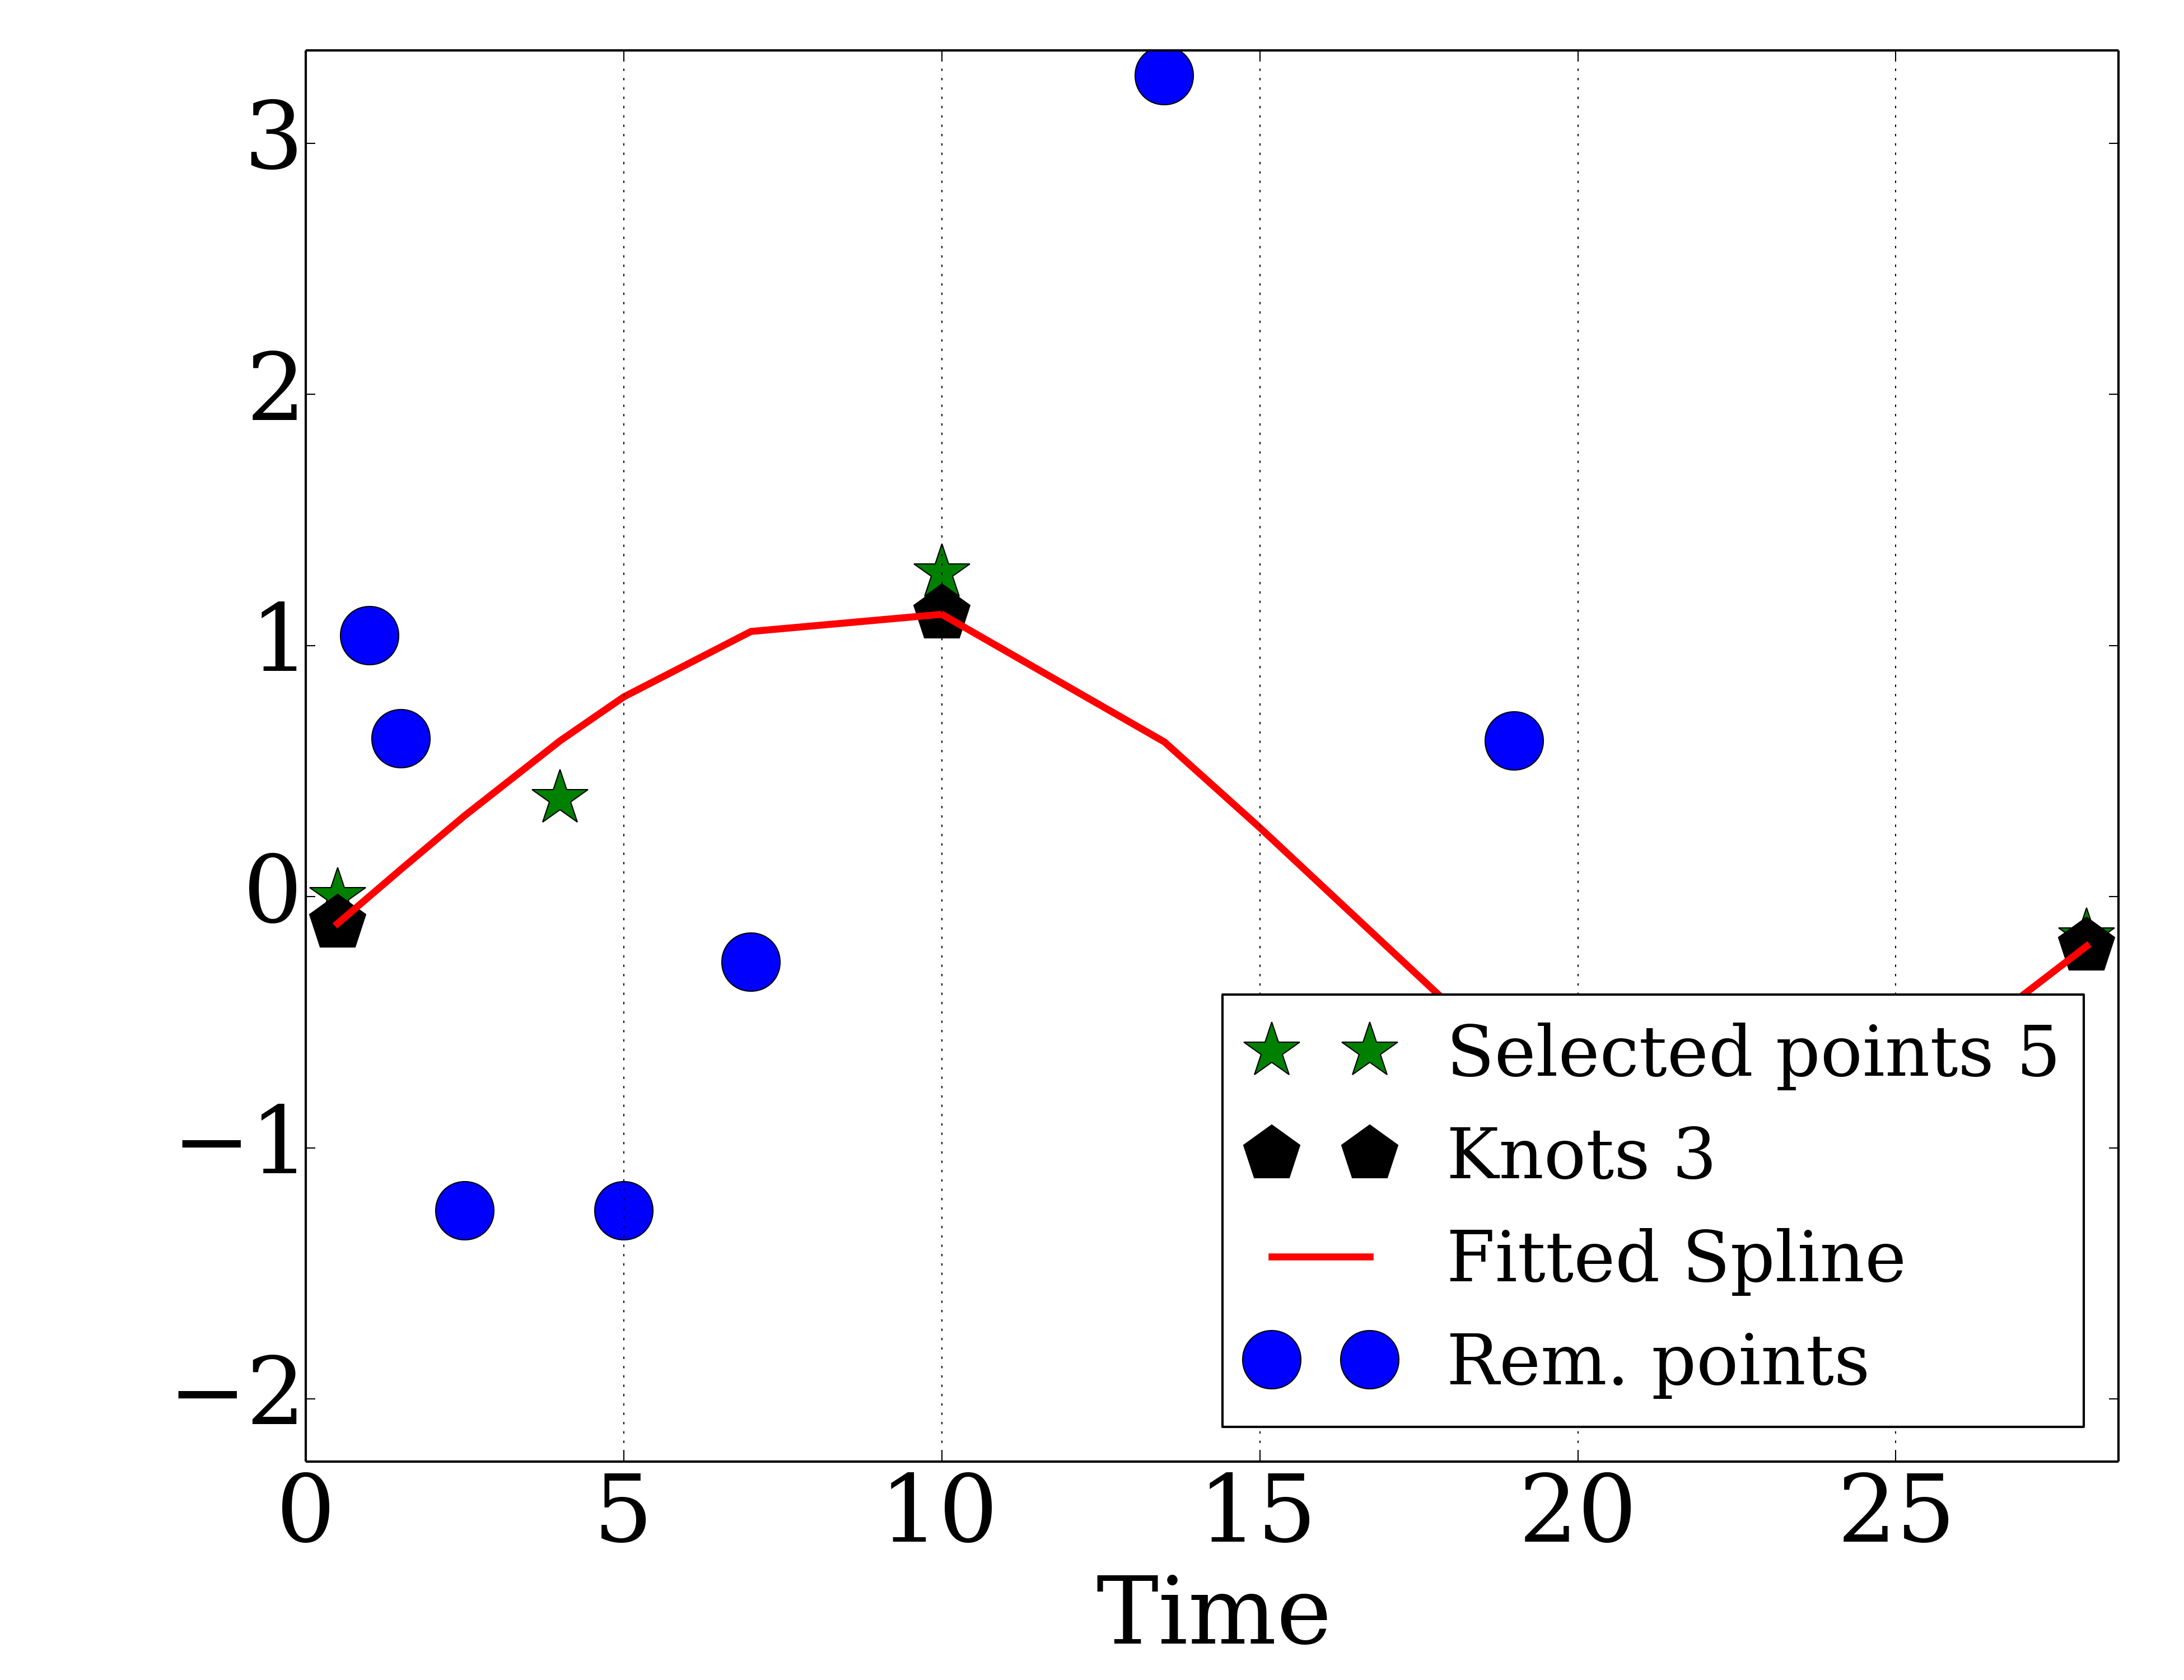 3
2
1
0
−1
−2
Selected points 5
Knots 3
Fitted Spline
Rem. points
0 5 10 15 20 25
Time